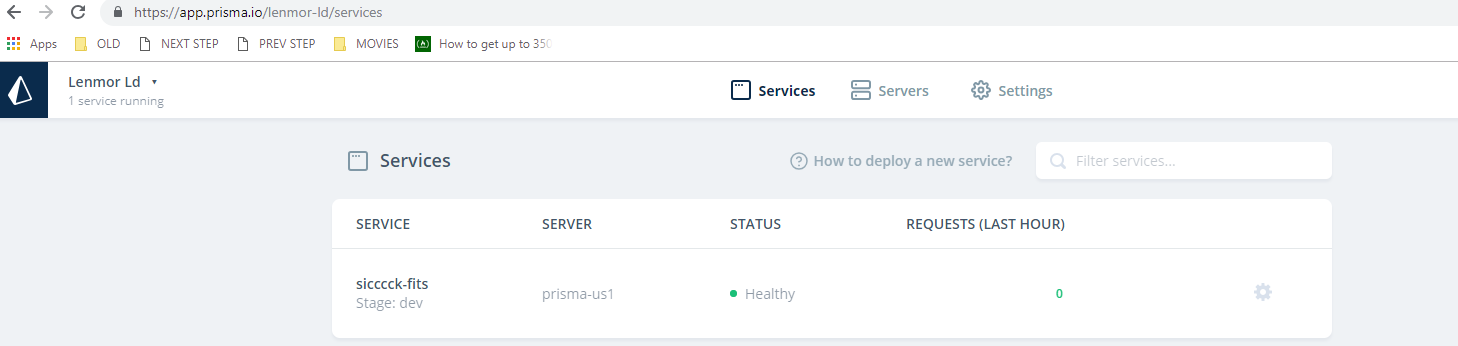 https://app.prisma.io/lenmor-ld/services
Apps OLD NEXT STEP PREV STEP MOVIES How to get up to 350
Lenmor Ld
1 service running
Services Servers Settings
Services How to deploy a new service? Filter services...
SERVICE SERVER STATUS REQUESTS (LAST HOUR)
sicccck-fits
Stage: dev
prisma-us1 Healthy 0